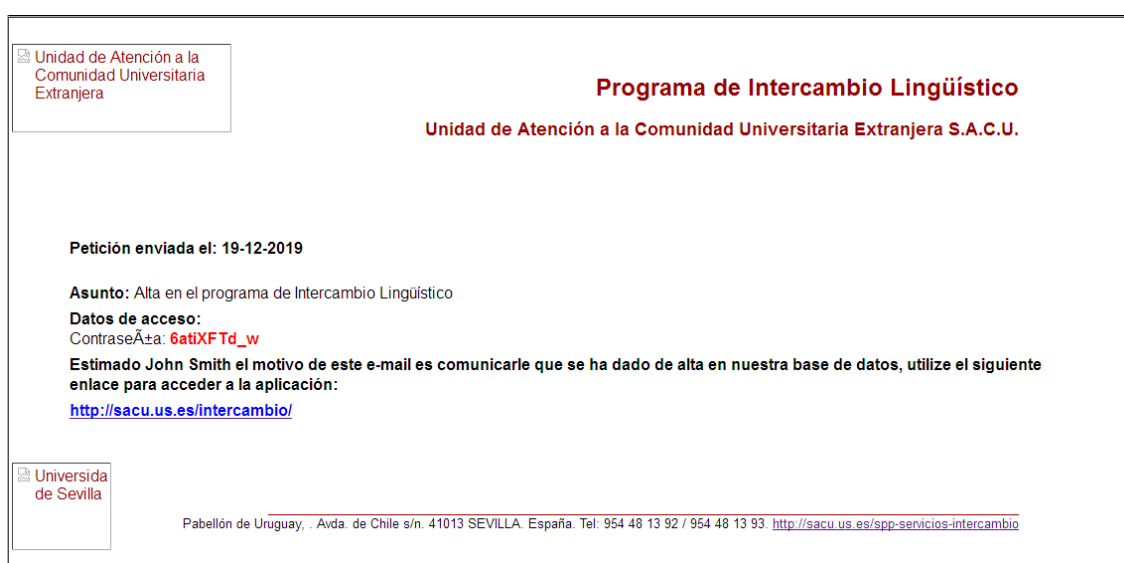 Unidad de Atención a la
Comunidad Universitaria
Extranjera
Programa de Intercambio Lingüístico
Unidad de Atención a la Comunidad Universitaria Extranjera S.A.C.U.
Petición enviada el: 19-12-2019
Asunto: Alta en el programa de Intercambio Lingüístico
Datos de acceso:
ContraseÃ±a: 6atiXFTd_w
Estimado John Smith el motivo de este e-mail es comunicarle que se ha dado de alta en nuestra base de datos, utilize el siguiente
enlace para acceder a la aplicación:
http://sacu.us.es/intercambio/
Universida
de Sevilla
Pabellón de Uruguay, . Avda. de Chile s/n. 41013 SEVILLA. España. Tel: 954 48 13 92 / 954 48 13 93. http://sacu.us.es/spp-servicios-intercambio